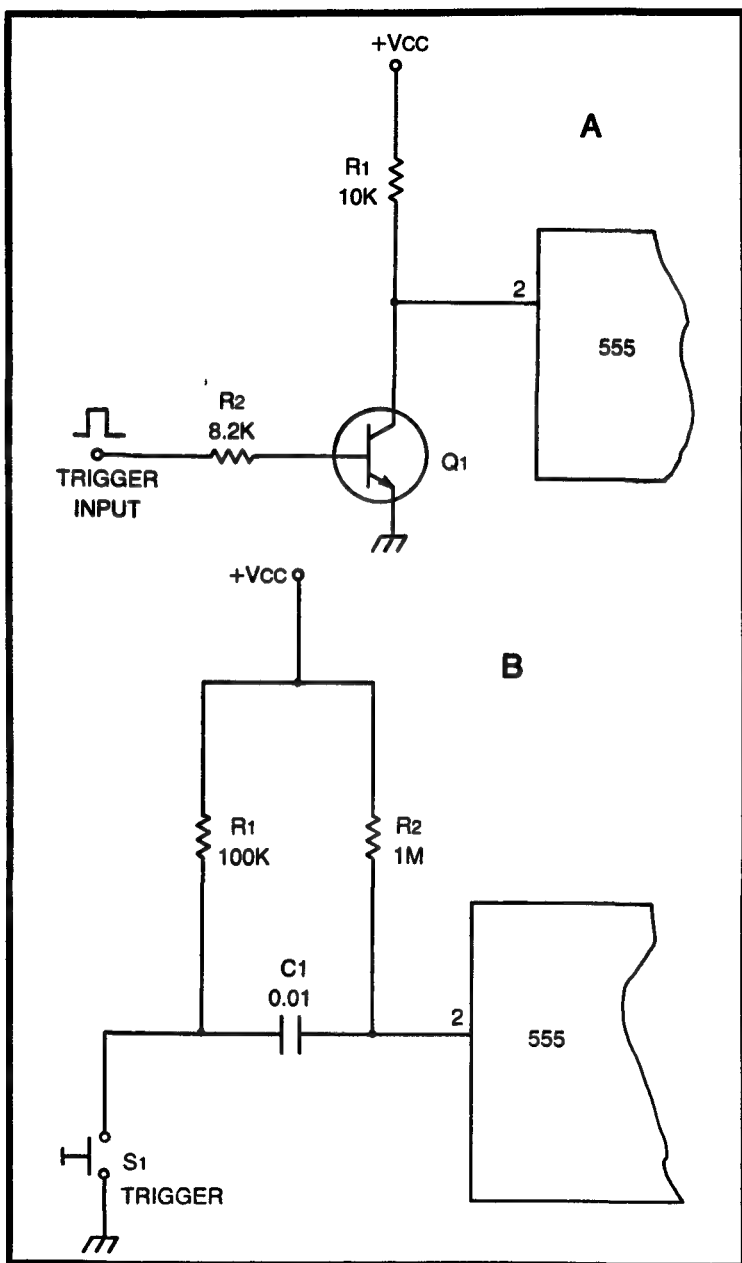 +VCC
A
R1
10K
2
555
R2
8.2K
Q1
TRIGGER
INPUT
+VCC
B
R1
100K
R2
1M
C1
0.01
2
555
S1
TRIGGER